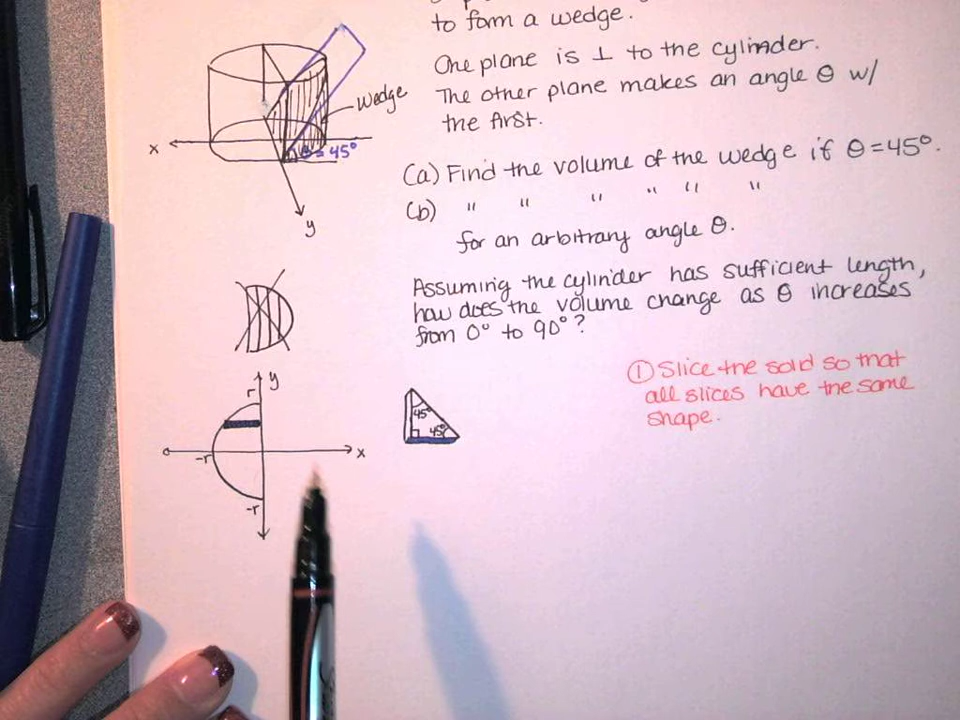 to form a wedge.
One plane is ⊥ to the cylinder.
The other plane makes an angle θ w/
the first.
wedge
θ = 45°
x
y
(a) Find the volume of the wedge if θ=45°.
(b) " " " " " "
for an arbitrary angle θ.
Assuming the cylinder has sufficient length,
how does the volume change as θ increases
from 0° to 90°?
① Slice the solid so that
all slices have the same
shape.
y
r
-r
x
-r
45°
45°